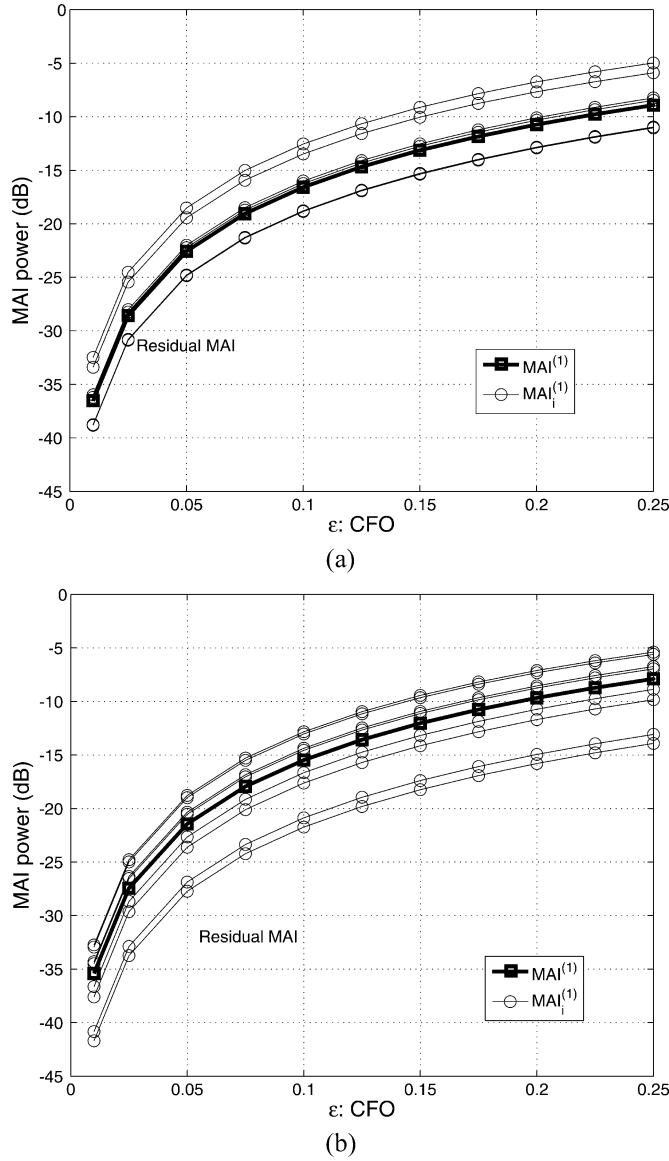 0
-5
-10
-15
-20
-25
-30
-35
-40
-45
MAI power (dB)
Residual MAI
MAI(1)
MAIi(1)
0 0.05 0.1 0.15 0.2 0.25
ε: CFO
(a)
0
-5
-10
-15
-20
-25
-30
-35
-40
-45
MAI power (dB)
Residual MAI
MAI(1)
MAIi(1)
0 0.05 0.1 0.15 0.2 0.25
ε: CFO
(b)